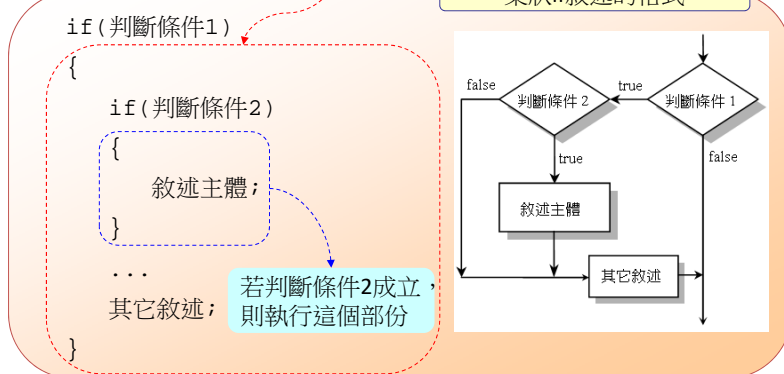 巢狀if敘述的格式
if(判斷條件1)
{
if(判斷條件2)
{
敘述主體;
}
...
其它敘述;
}
若判斷條件2成立，
則執行這個部份
false
判斷條件 2
true
判斷條件 1
true
false
敘述主體
其它敘述